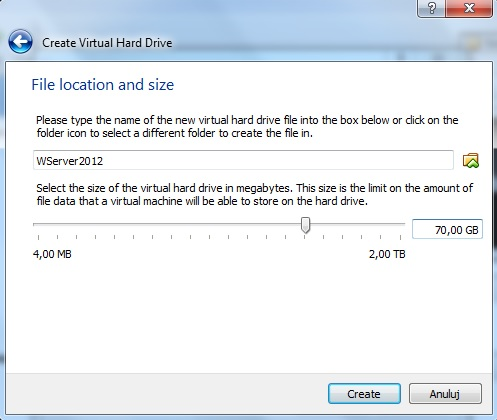 ?
Create Virtual Hard Drive
File location and size
Please type the name of the new virtual hard drive file into the box below or click on the
folder icon to select a different folder to create the file in.
WServer2012
Select the size of the virtual hard drive in megabytes. This size is the limit on the amount of
file data that a virtual machine will be able to store on the hard drive.
70,00 GB
4,00 MB 2,00 TB
Create Anuluj